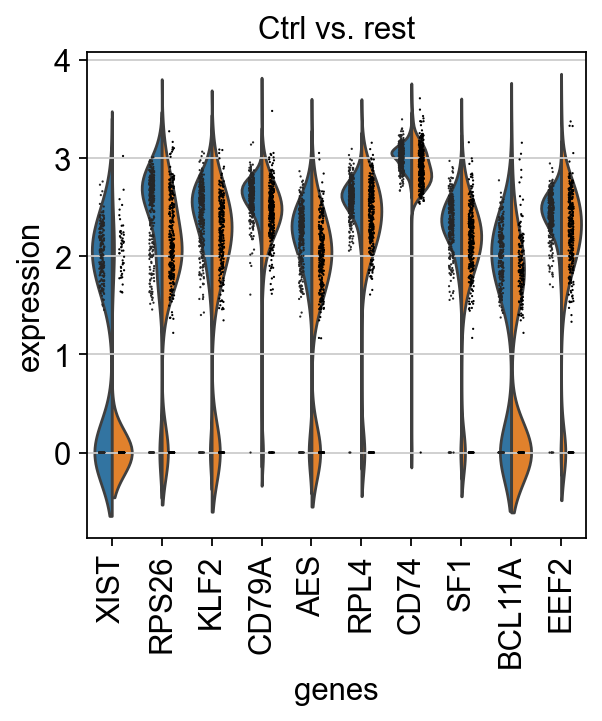 Ctrl vs. rest
expression
4
3
2
1
0
XIST
RPS26
KLF2
CD79A
AES
RPL4
CD74
SF1
BCL11A
EEF2
genes